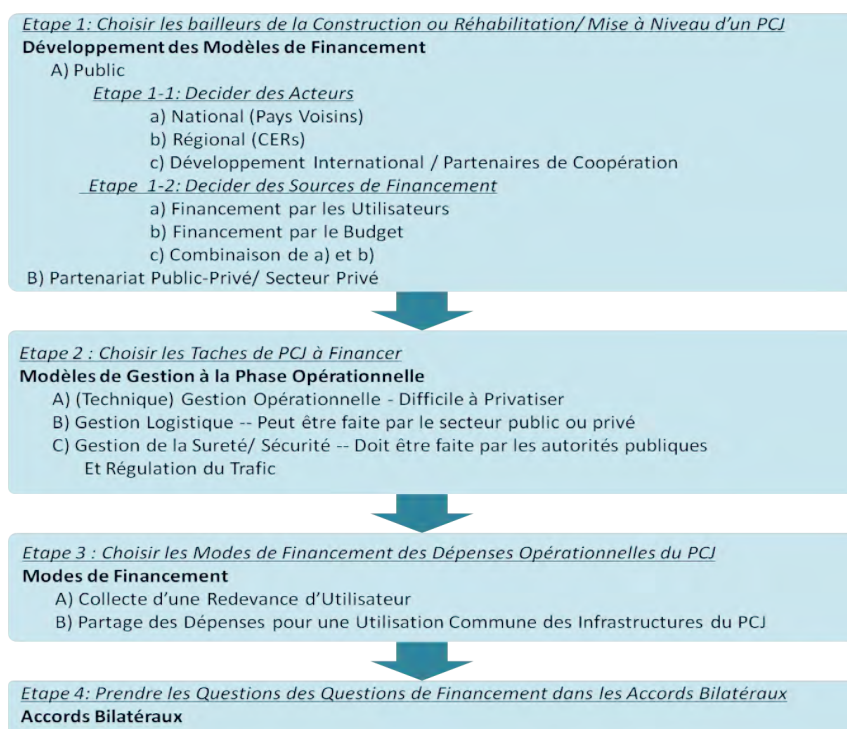 Etape 1: Choisir les bailleurs de la Construction ou Réhabilitation/ Mise à Niveau d'un PCJ
Développement des Modèles de Financement
A) Public
Etape 1-1: Decider des Acteurs
a) National (Pays Voisins)
b) Régional (CERs)
c) Développement International / Partenaires de Coopération
Etape 1-2: Decider des Sources de Financement
a) Financement par les Utilisateurs
b) Financement par le Budget
c) Combinaison de a) et b)
B) Partenariat Public-Privé/ Secteur Privé
Etape 2 : Choisir les Taches de PCJ à Financer
Modèles de Gestion à la Phase Opérationnelle
A) (Technique) Gestion Opérationnelle - Difficile à Privatiser
B) Gestion Logistique -- Peut être faite par le secteur public ou privé
C) Gestion de la Sureté/ Sécurité -- Doit être faite par les autorités publiques
Et Régulation du Trafic
Etape 3 : Choisir les Modes de Financement des Dépenses Opérationnelles du PCJ
Modes de Financement
A) Collecte d'une Redevance d'Utilisateur
B) Partage des Dépenses pour une Utilisation Commune des Infrastructures du PCJ
Etape 4: Prendre les Questions des Questions de Financement dans les Accords Bilatéraux
Accords Bilatéraux